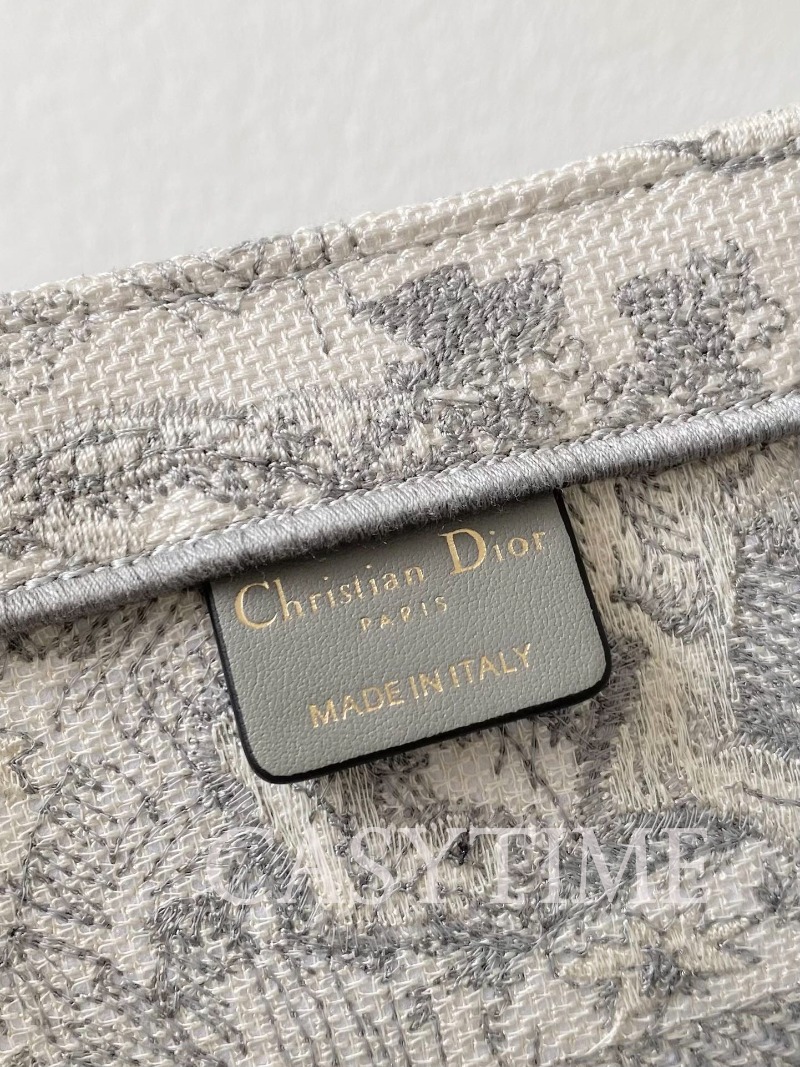 Christian Dior
PARIS
MADE IN ITALY
CASYTIME